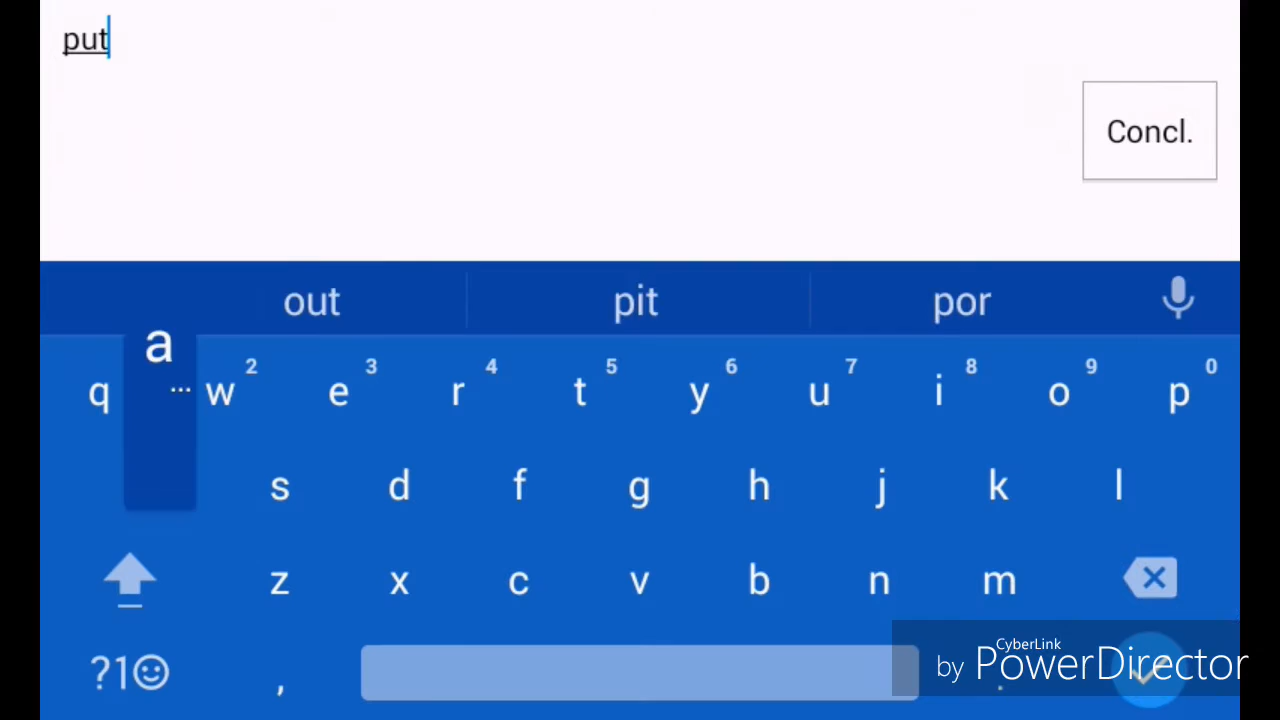 put
Concl.
out pit por
a
q ... w 2 e 3 r 4 t 5 y 6 u 7 i 8 o 9 p 0
s d f g h j k l
z x c v b n m
?1 , .
CyberLink
by PowerDirector